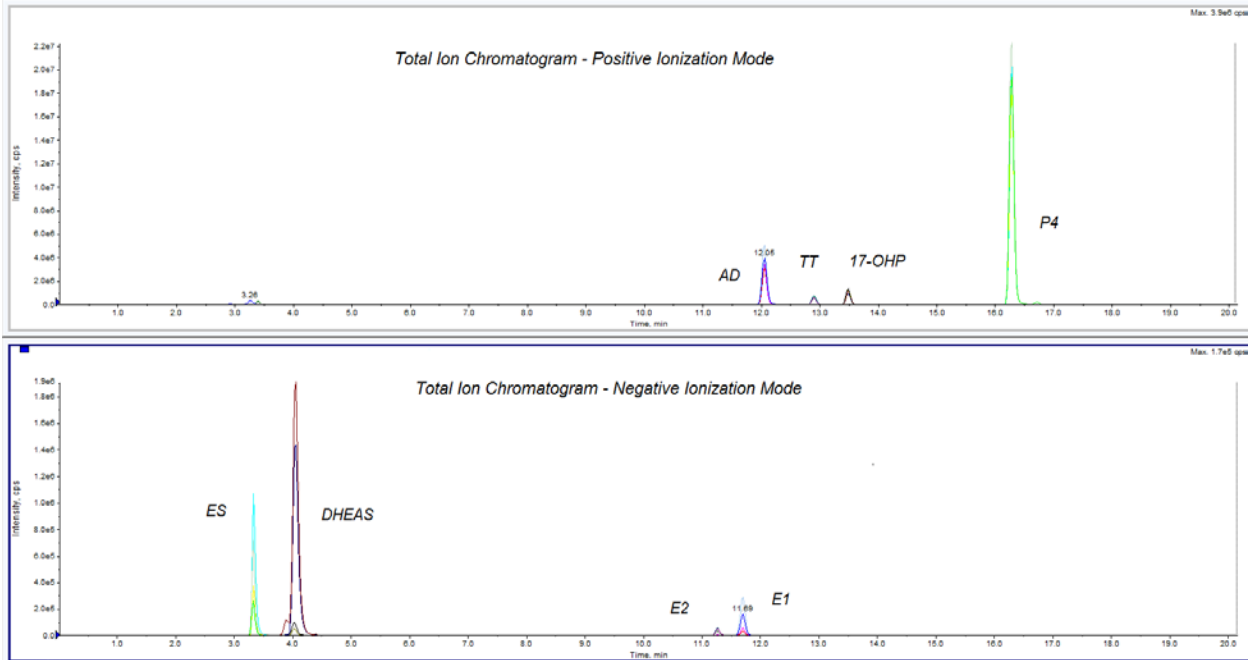 Max. 3.9e6 cps
Total Ion Chromatogram - Positive Ionization Mode
Intensity, cps
2.2e7
2.0e7
1.8e7
1.6e7
1.4e7
1.2e7
1.0e7
8.0e6
6.0e6
4.0e6
2.0e6
0.0
3.26
AD
12.05
TT
17-OHP
P4
1.0 2.0 3.0 4.0 5.0 6.0 7.0 8.0 9.0 10.0 11.0 12.0 13.0 14.0 15.0 16.0 17.0 18.0 19.0 20.0
Time, min
Max. 1.7e6 cps
Total Ion Chromatogram - Negative Ionization Mode
Intensity, cps
1.9e6
1.8e6
1.6e6
1.4e6
1.2e6
1.0e6
8.0e5
6.0e5
4.0e5
2.0e5
0.0
ES
DHEAS
E2
11.69
E1
1.0 2.0 3.0 4.0 5.0 6.0 7.0 8.0 9.0 10.0 11.0 12.0 13.0 14.0 15.0 16.0 17.0 18.0 19.0 20.0
Time, min